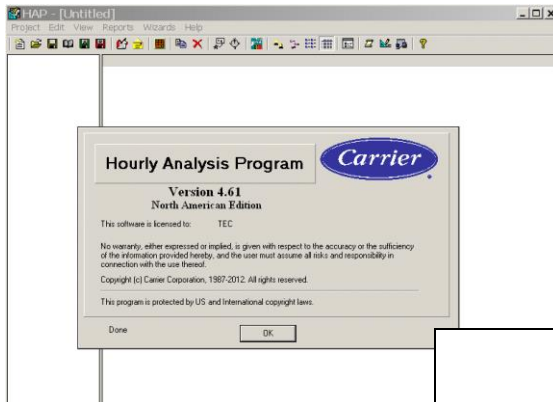 HAP - [Untitled]
Project Edit View Reports Wizards Help
Hourly Analysis Program
Carrier
Version 4.61
North American Edition
This software is licensed to: TEC
No warranty, either expressed or implied, is given with respect to the accuracy or the sufficiency
of the information provided hereby, and the user must assume all risks and responsibility in
connection with the use thereof.
Copyright (c) Carrier Corporation, 1987-2012. All rights reserved.
This program is protected by US and International copyright laws.
Done
OK